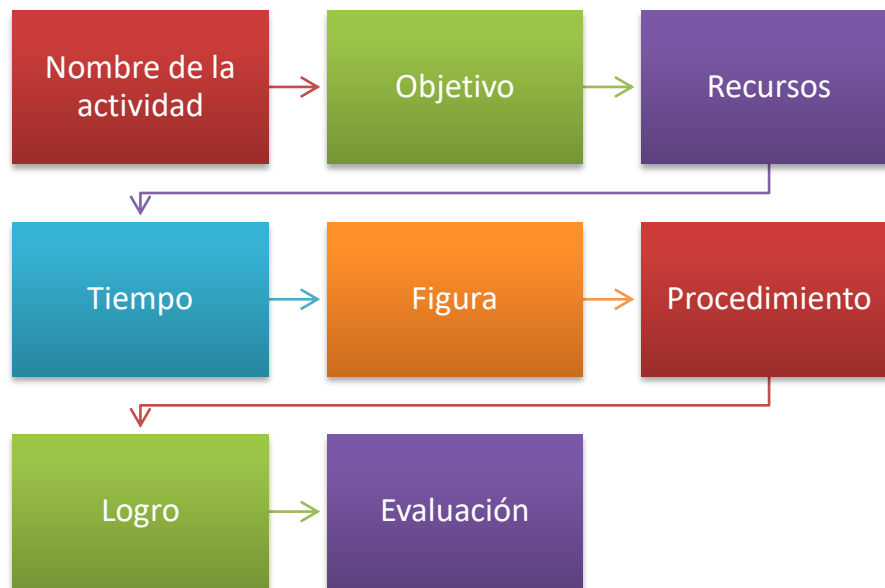 Nombre de la
actividad
Objetivo
Recursos
Tiempo
Figura
Procedimiento
Logro
Evaluación